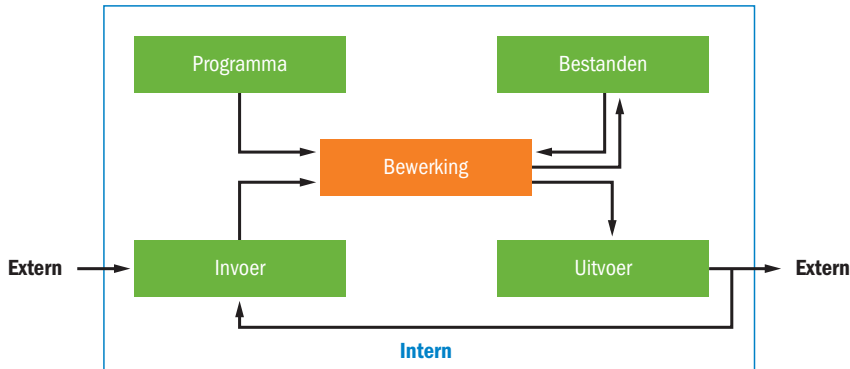 Programma
Bestanden
Bewerking
Extern
Invoer
Uitvoer
Extern
Intern